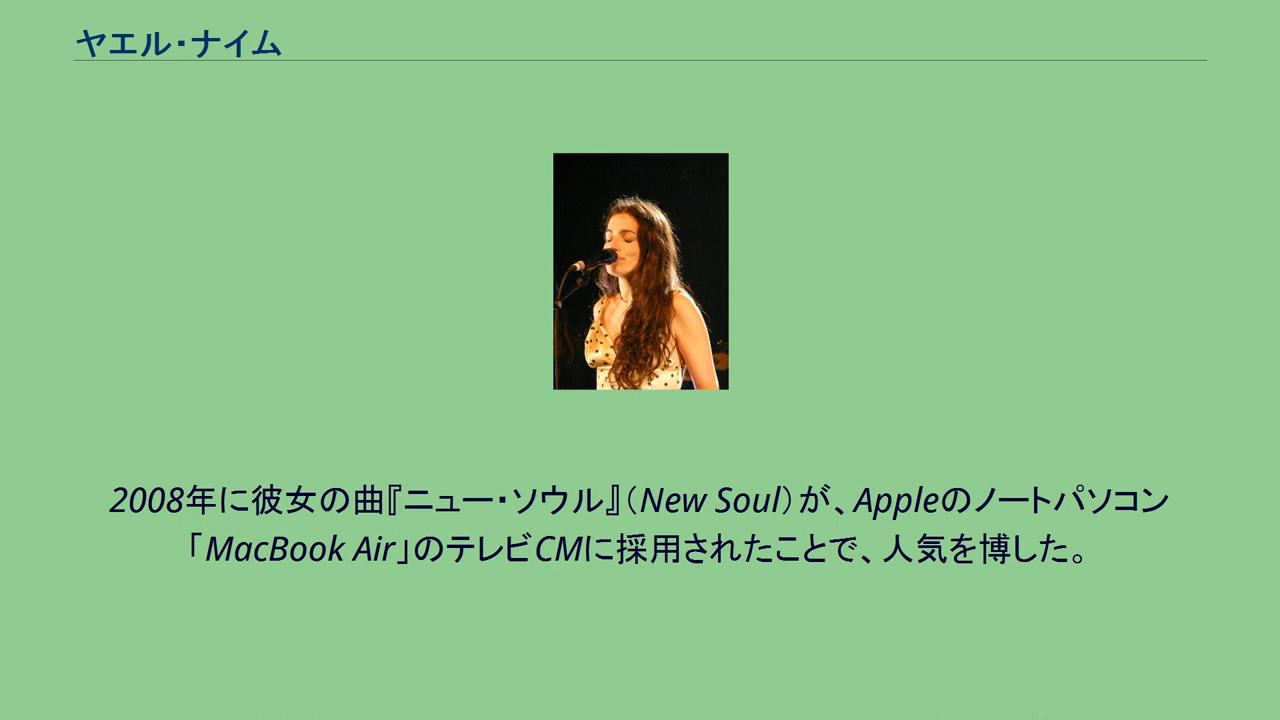 ヤエル・ナイム
2008年に彼女の曲『ニュー・ソウル』（New Soul）が、Appleのノートパソコン
「MacBook Air」のテレビCMに採用されたことで、人気を博した。